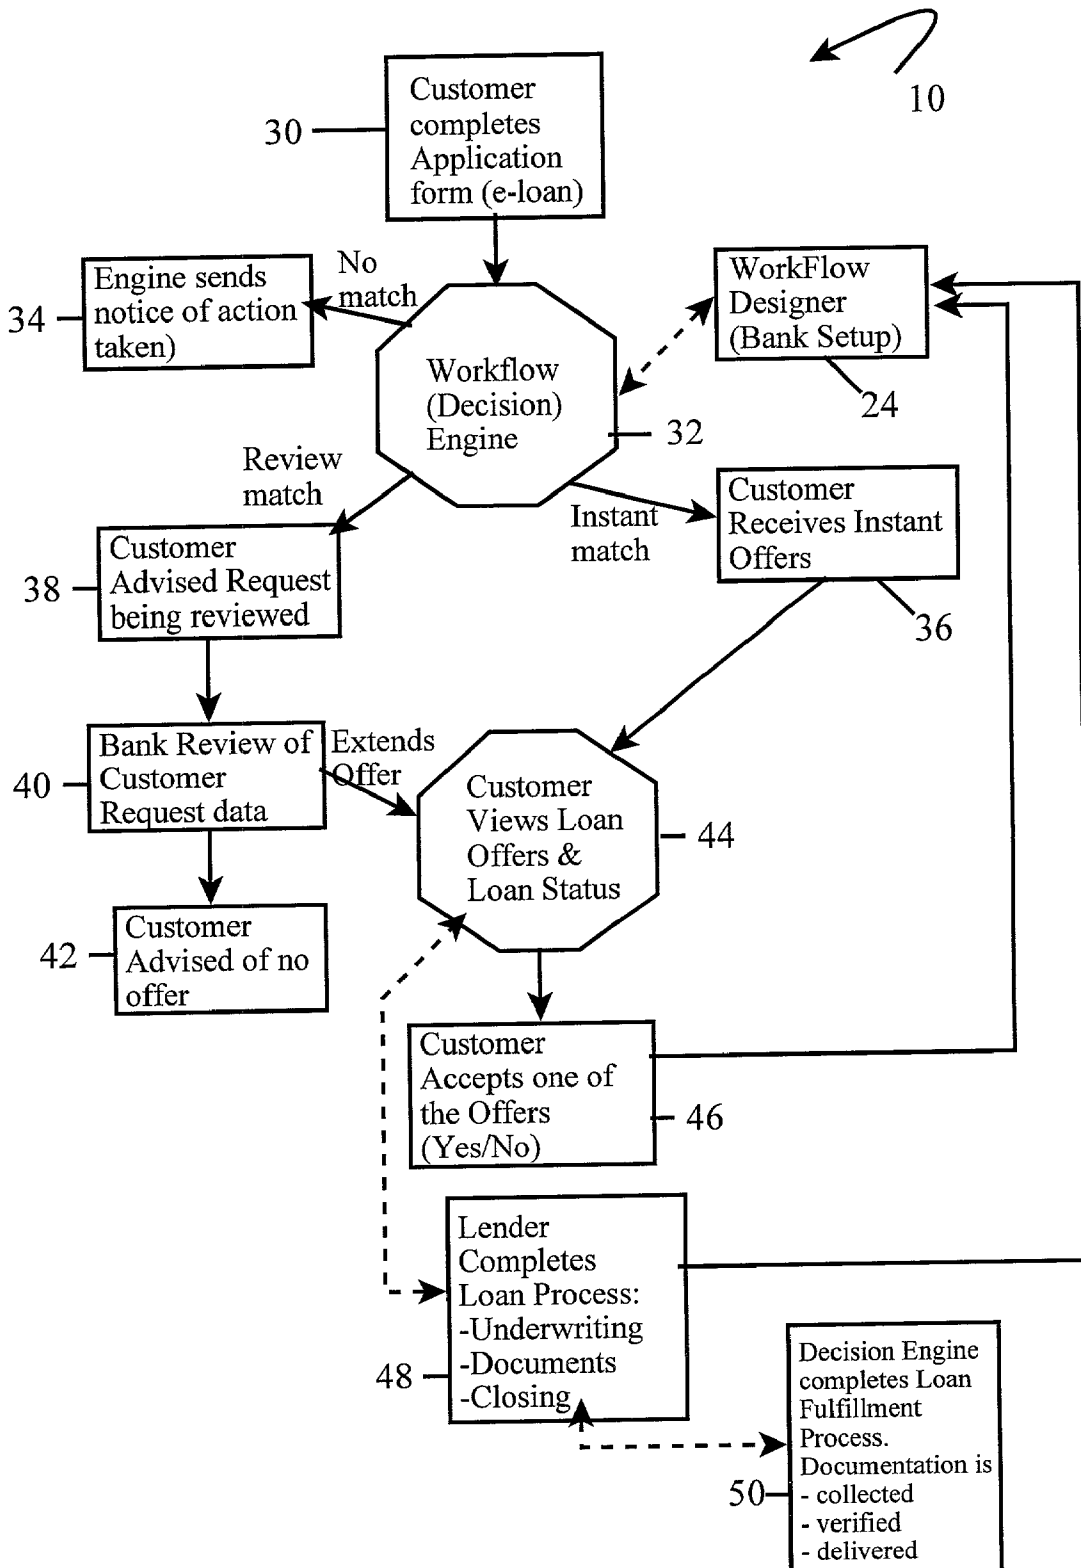 10
Customer
completes
Application
form (e-loan)
30
No
match
Engine sends
notice of action
taken)
34
WorkFlow
Designer
(Bank Setup)
24
Workflow
(Decision)
Engine
32
Review
match
Instant
match
Customer
Receives Instant
Offers
36
Customer
Advised Request
being reviewed
38
Bank Review of
Customer
Request data
40
Extends
Offer
Customer
Views Loan
Offers &
Loan Status
44
Customer
Advised of no
offer
42
Customer
Accepts one of
the Offers
(Yes/No)
46
Lender
Completes
Loan Process:
-Underwriting
-Documents
-Closing
48
Decision Engine
completes Loan
Fulfillment
Process.
Documentation is
- collected
- verified
- delivered
50